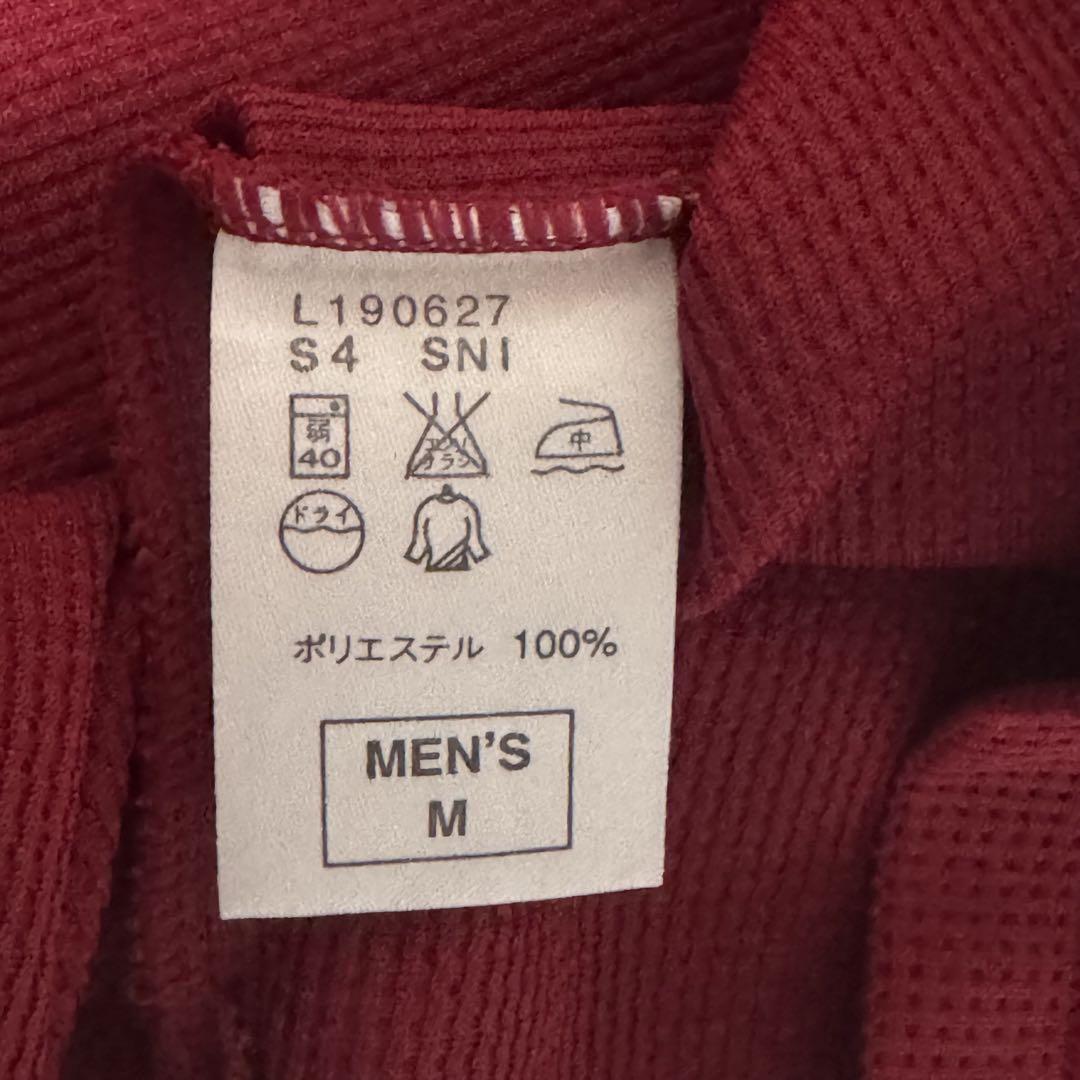 L190627
S4 SNI
弱
40
エンソ
サラシ
中
ドライ
ポリエステル 100%
MEN'S
M